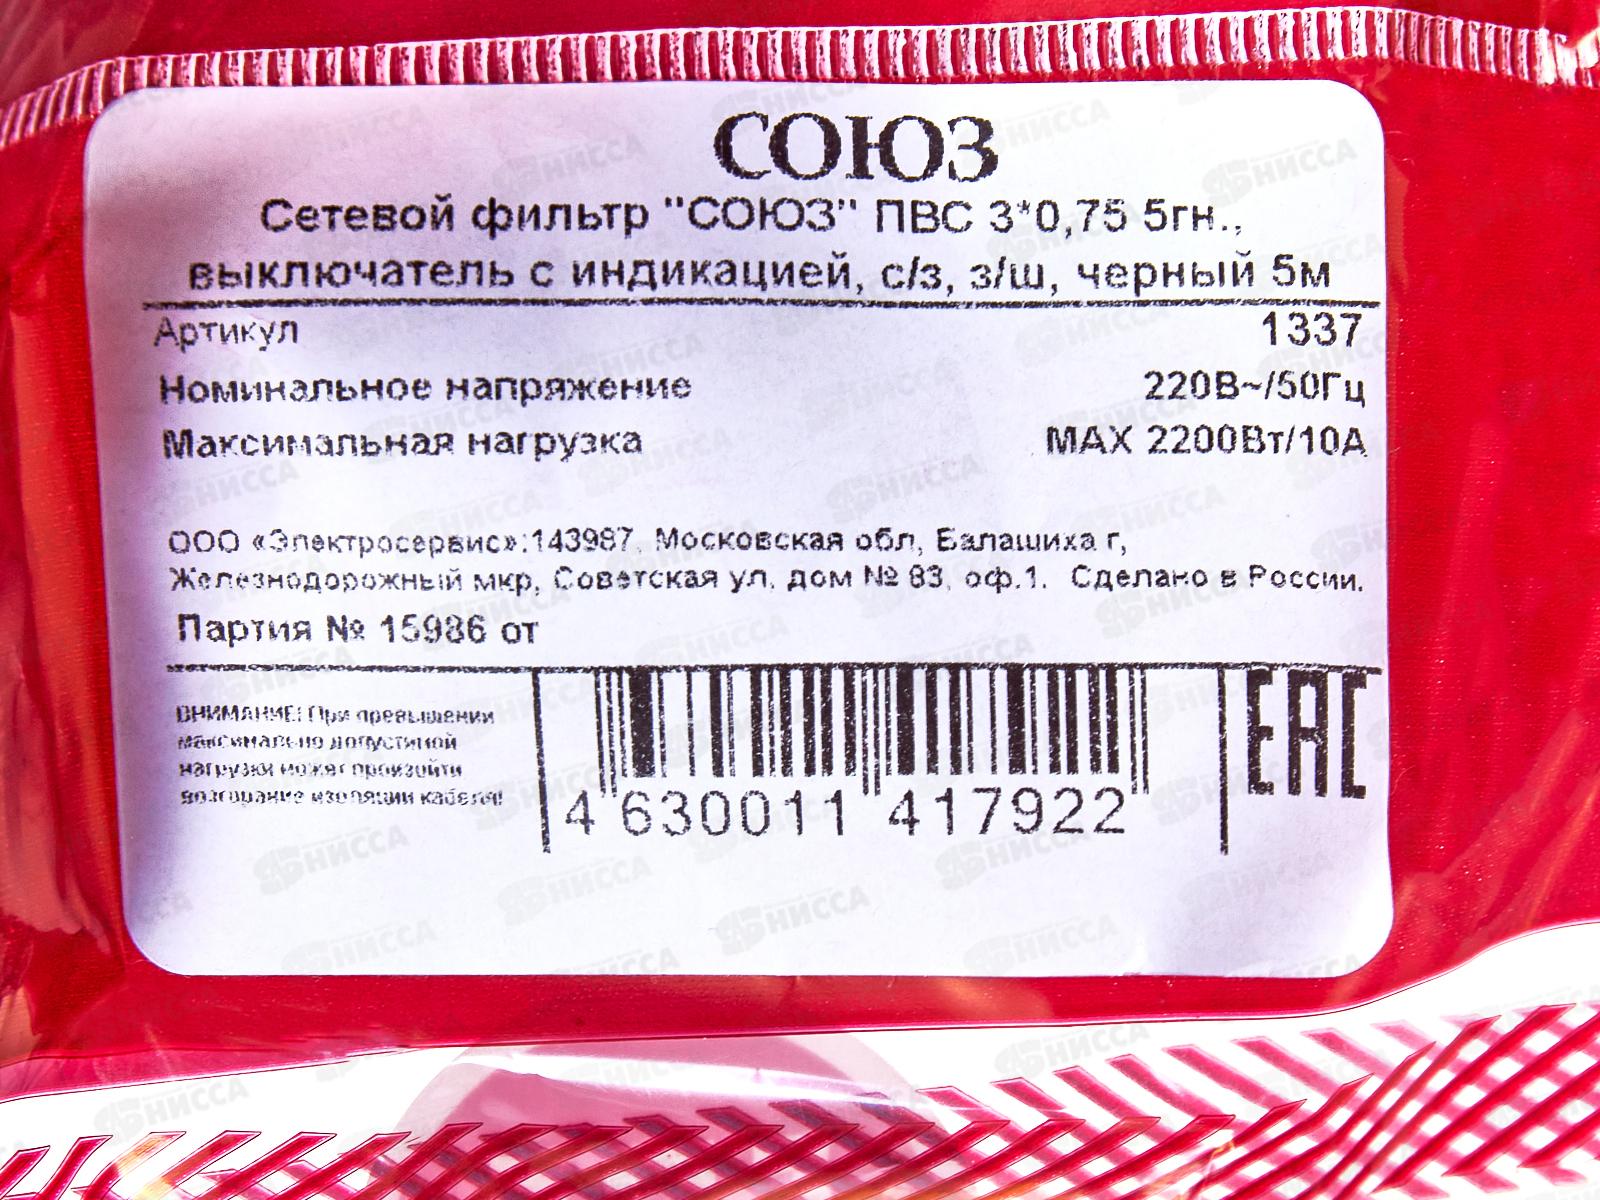 СОЮЗ
Сетевой фильтр "СОЮЗ" ПВС 3*0,75 5гн.,
выключатель с индикацией, с/з, з/ш, черный 5м
Артикул 1337
Номинальное напряжение 220В~/50Гц
Максимальная нагрузка МАХ 2200Вт/10А
ООО «Электросервис»:143987, Московская обл, Балашиха г,
Железнодорожный мкр, Советская ул, дом № 83, оф.1. Сделано в России.
Партия № 15986 от
ВНИМАНИЕ! При превышении
максимально допустимой
нагрузки может произойти
возгорание изоляции кабеля!
4 630011 417922
ЕАС
НИССА